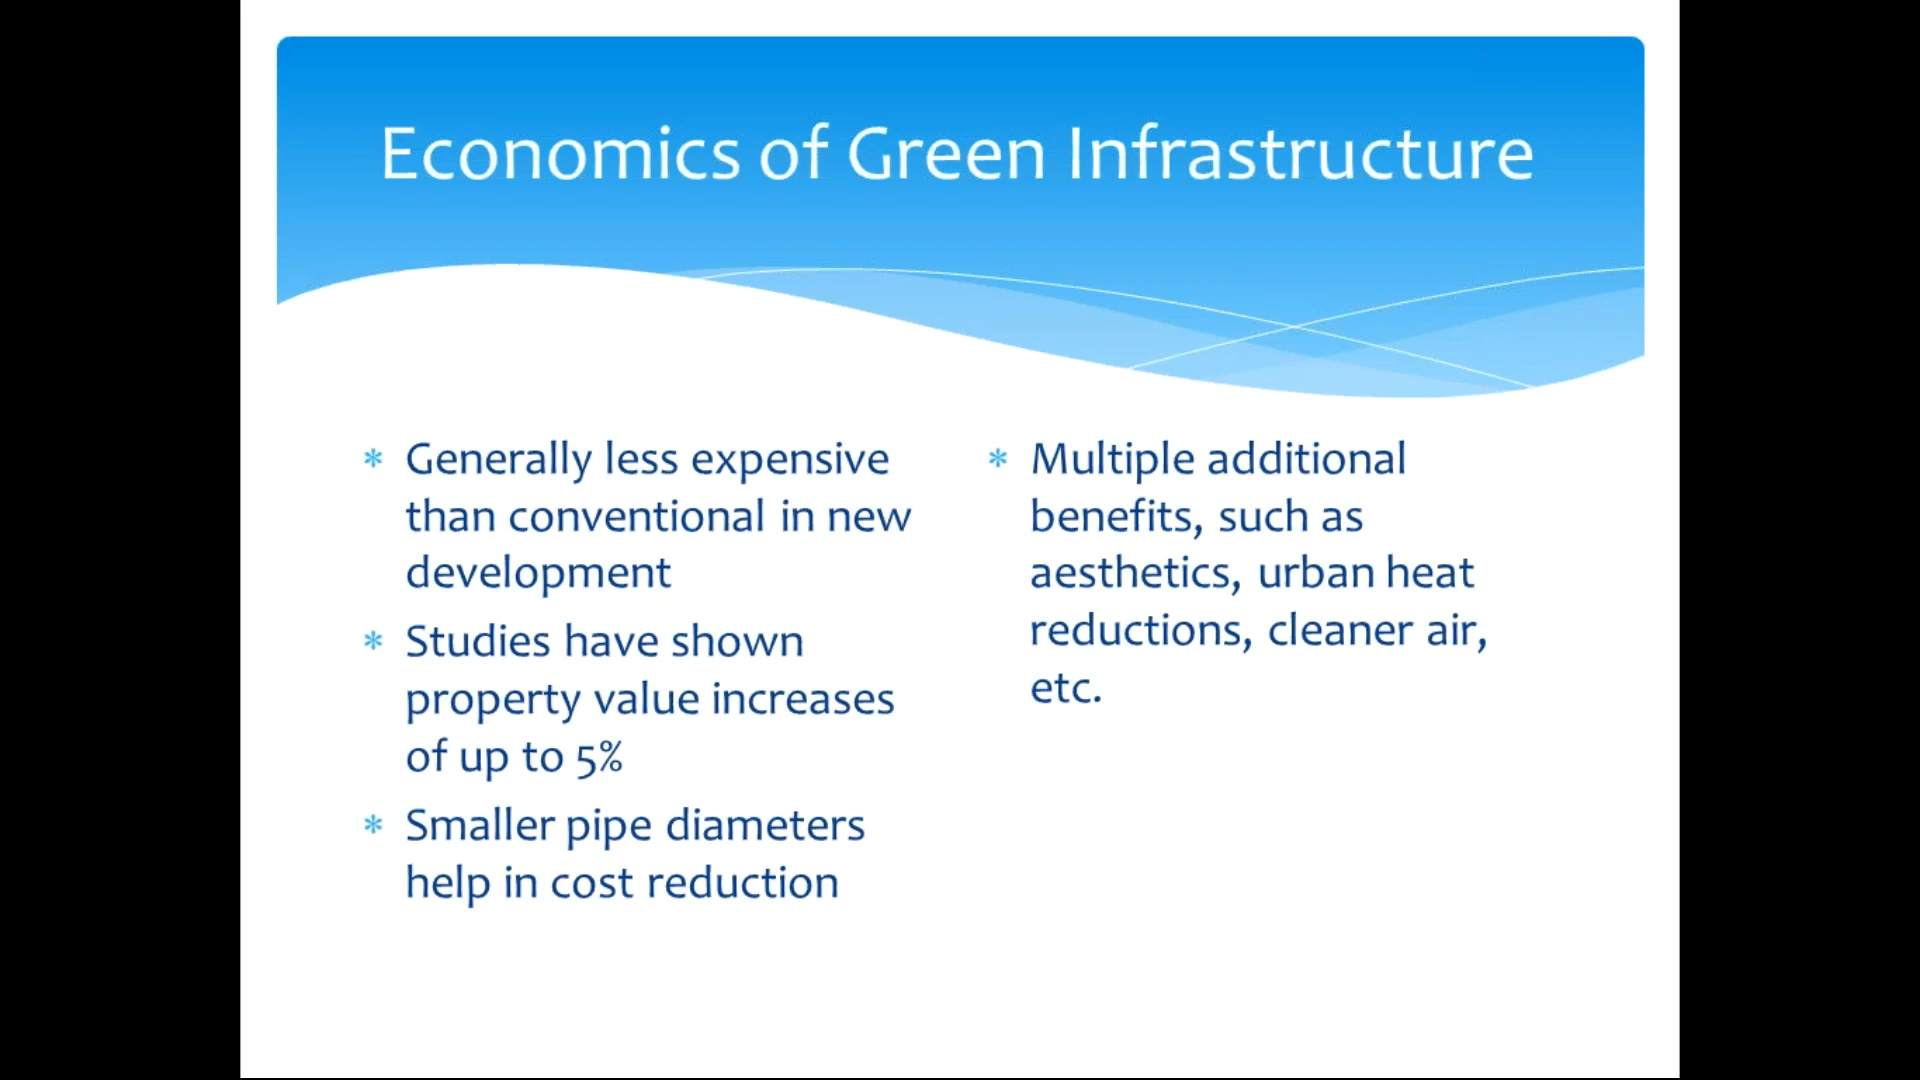 Economics of Green Infrastructure
* Generally less expensive
than conventional in new
development
* Studies have shown
property value increases
of up to 5%
* Smaller pipe diameters
help in cost reduction
* Multiple additional
benefits, such as
aesthetics, urban heat
reductions, cleaner air,
etc.